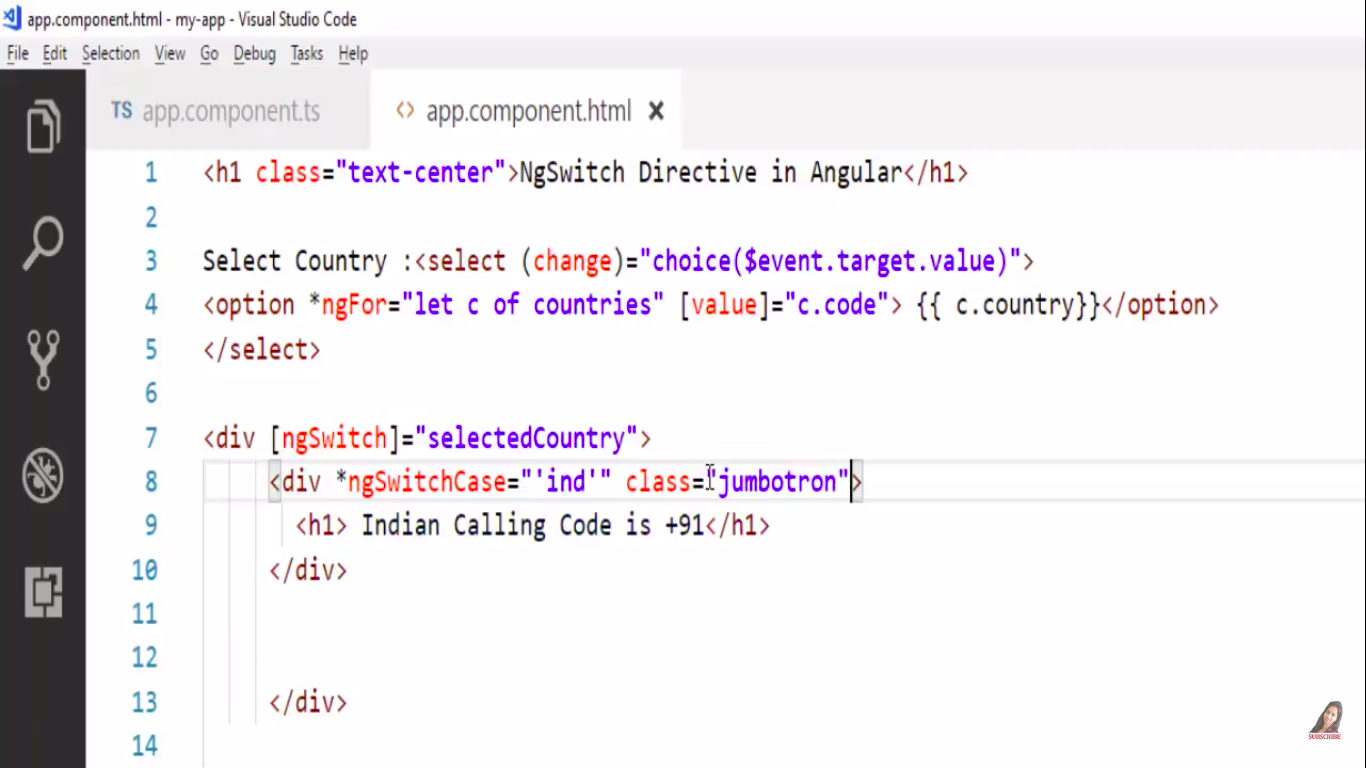 app.component.html - my-app - Visual Studio Code
File Edit Selection View Go Debug Tasks Help
TS app.component.ts <> app.component.html ×
1 <h1 class="text-center">NgSwitch Directive in Angular</h1>
2
3 Select Country :<select (change)="choice($event.target.value)">
4 <option *ngFor="let c of countries" [value]="c.code"> {{ c.country}}</option>
5 </select>
6
7 <div [ngSwitch]="selectedCountry">
8 <div *ngSwitchCase="'ind'" class="jumbotron">
9 <h1> Indian Calling Code is +91</h1>
10 </div>
11
12
13 </div>
14
SUBSCRIBE